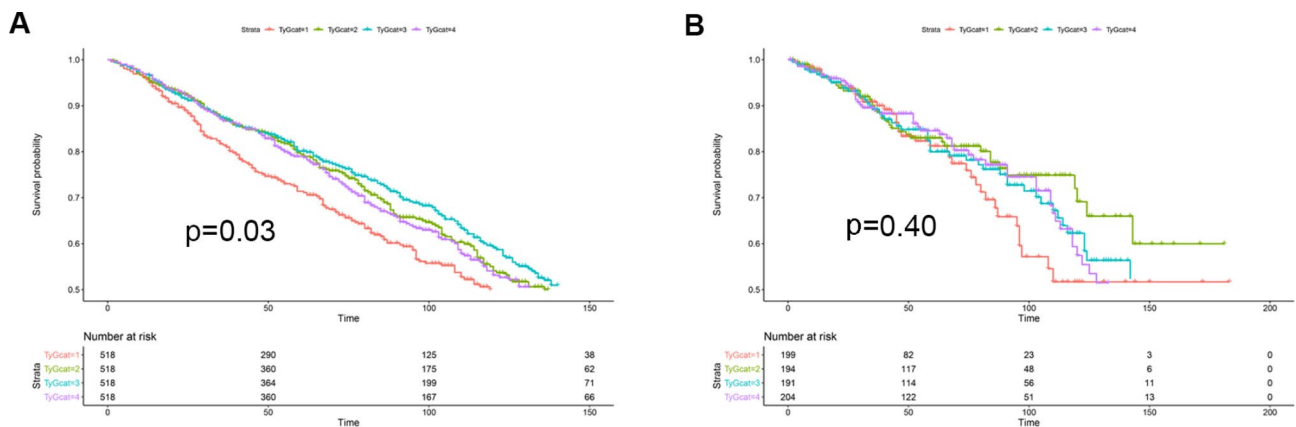 A
Strata TyGcat=1 TyGcat=2 TyGcat=3 TyGcat=4
1.0
0.9
0.8
0.7
0.6
0.5
Survival probability
p=0.03
0 50 100 150
Time
Number at risk
Strata
TyGcat=1 518 290 125 38
TyGcat=2 518 360 175 62
TyGcat=3 518 364 199 71
TyGcat=4 518 360 167 66
0 50 100 150
Time
B
Strata TyGcat=1 TyGcat=2 TyGcat=3 TyGcat=4
1.0
0.9
0.8
0.7
0.6
0.5
Survival probability
p=0.40
0 50 100 150 200
Time
Number at risk
Strata
TyGcat=1 199 82 23 3 0
TyGcat=2 194 117 48 6 0
TyGcat=3 191 114 56 11 0
TyGcat=4 204 122 51 13 0
0 50 100 150 200
Time